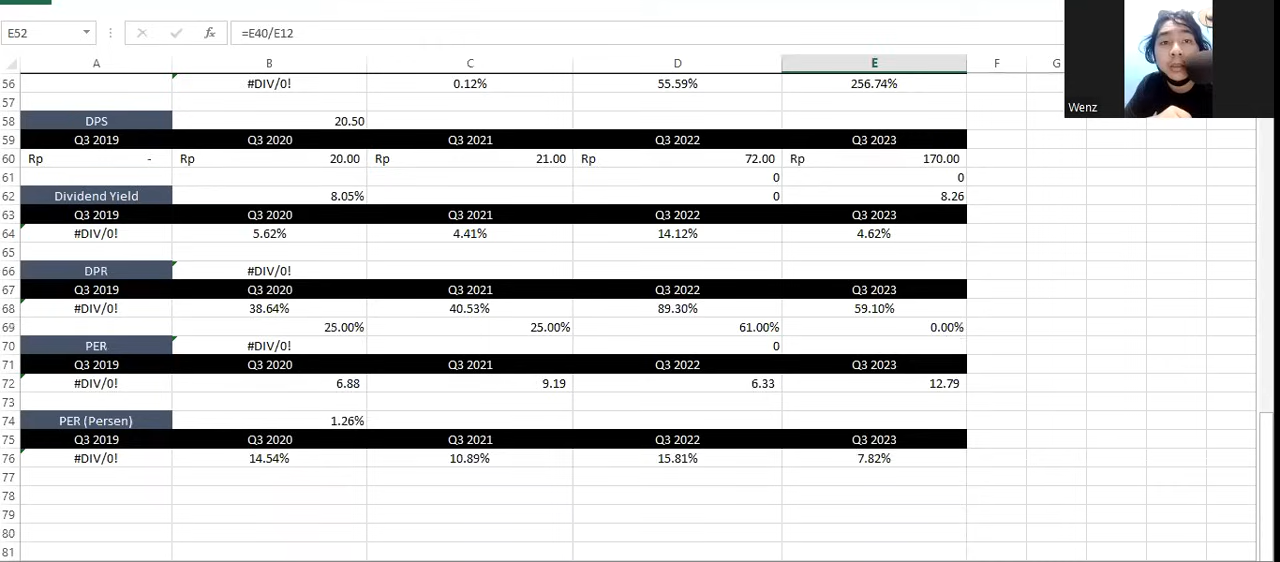 E52 fx =E40/E12
A B C D E F G
56 #DIV/0! 0.12% 55.59% 256.74%
Wenz
57
58 DPS 20.50
59 Q3 2019 Q3 2020 Q3 2021 Q3 2022 Q3 2023
60 Rp - Rp 20.00 Rp 21.00 Rp 72.00 Rp 170.00
61 0 0
62 Dividend Yield 8.05% 0 8.26
63 Q3 2019 Q3 2020 Q3 2021 Q3 2022 Q3 2023
64 #DIV/0! 5.62% 4.41% 14.12% 4.62%
65
66 DPR #DIV/0!
67 Q3 2019 Q3 2020 Q3 2021 Q3 2022 Q3 2023
68 #DIV/0! 38.64% 40.53% 89.30% 59.10%
69 25.00% 25.00% 61.00% 0.00%
70 PER #DIV/0! 0
71 Q3 2019 Q3 2020 Q3 2021 Q3 2022 Q3 2023
72 #DIV/0! 6.88 9.19 6.33 12.79
73
74 PER (Persen) 1.26%
75 Q3 2019 Q3 2020 Q3 2021 Q3 2022 Q3 2023
76 #DIV/0! 14.54% 10.89% 15.81% 7.82%
77
78
79
80
81